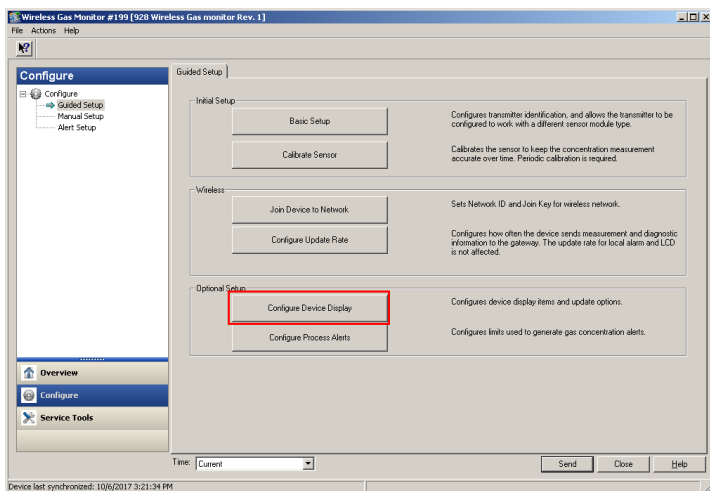 Wireless Gas Monitor #199 [928 Wireless Gas monitor Rev. 1]
File Actions Help
Configure
Configure
Guided Setup
Manual Setup
Alert Setup
Overview
Configure
Service Tools
Guided Setup
Initial Setup
Basic Setup
Configures transmitter identification, and allows the transmitter to be
configured to work with a different sensor module type.
Calibrate Sensor
Calibrates the sensor to keep the concentration measurement
accurate over time. Periodic calibration is required.
Wireless
Join Device to Network
Sets Network ID and Join Key for wireless network.
Configure Update Rate
Configures how often the device sends measurement and diagnostic
information to the gateway. The update rate for local alarm and LCD
is not affected.
Optional Setup
Configure Device Display
Configures device display items and update options.
Configure Process Alerts
Configures limits used to generate gas concentration alerts.
Time: Current
Send Close Help
Device last synchronized: 10/6/2017 3:21:34 PM